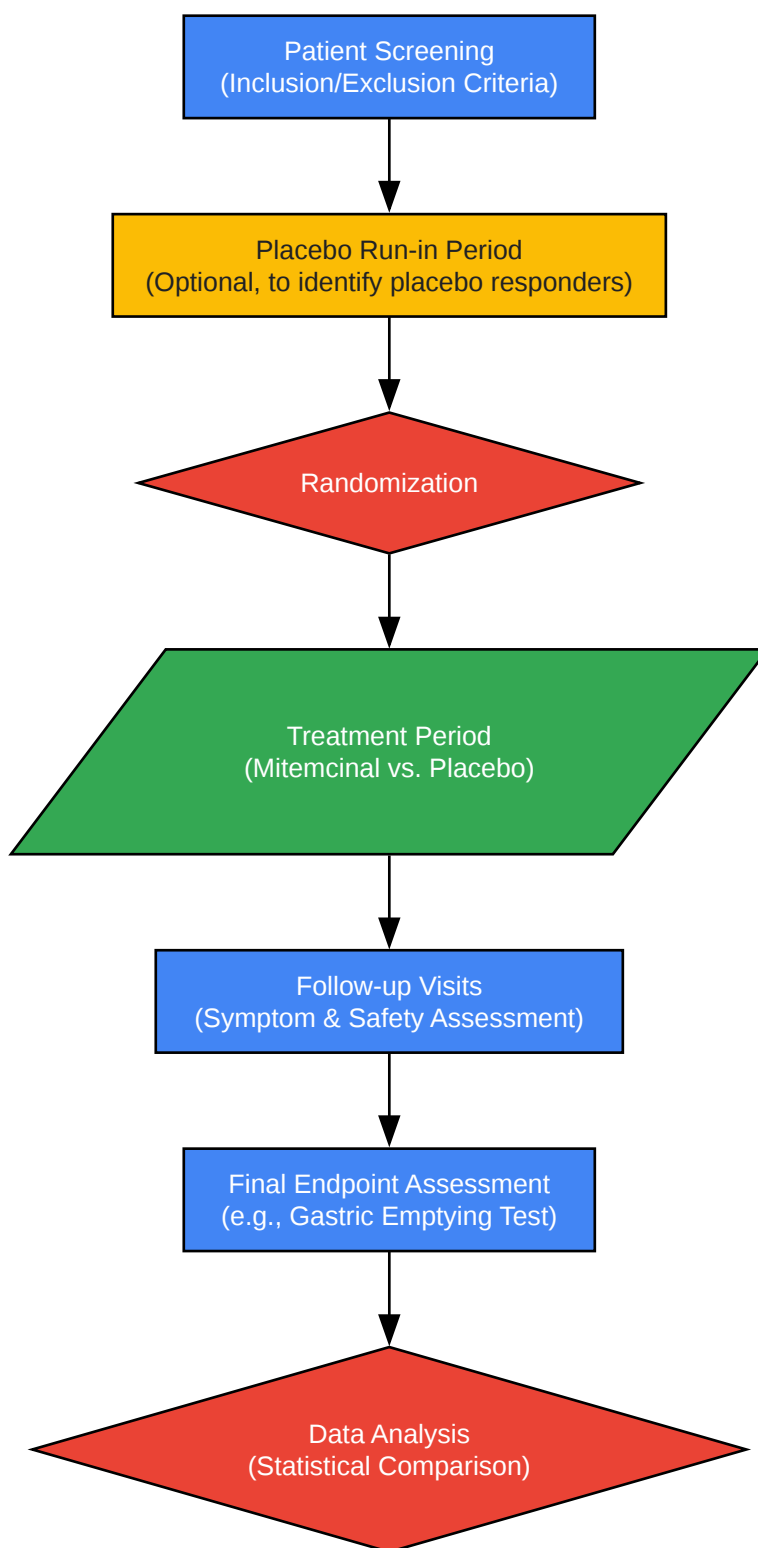 Patient Screening
(Inclusion/Exclusion Criteria)
Placebo Run-in Period
(Optional, to identify placebo responders)
Randomization
Treatment Period
(Mitemcinal vs. Placebo)
Follow-up Visits
(Symptom & Safety Assessment)
Final Endpoint Assessment
(e.g., Gastric Emptying Test)
Data Analysis
(Statistical Comparison)